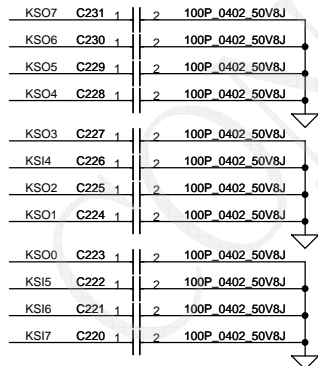 KSO7 C231 1 2 100P_0402_50V8J
KSO6 C230 1 2 100P_0402_50V8J
KSO5 C229 1 2 100P_0402_50V8J
KSO4 C228 1 2 100P_0402_50V8J
KSO3 C227 1 2 100P_0402_50V8J
KSI4 C226 1 2 100P_0402_50V8J
KSO2 C225 1 2 100P_0402_50V8J
KSO1 C224 1 2 100P_0402_50V8J
KSO0 C223 1 2 100P_0402_50V8J
KSI5 C222 1 2 100P_0402_50V8J
KSI6 C221 1 2 100P_0402_50V8J
KSI7 C220 1 2 100P_0402_50V8J